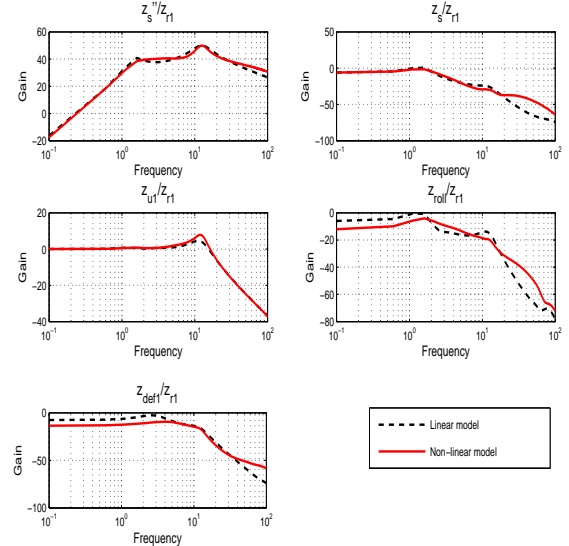 z_s''/z_r1
60
40
20
0
−20
Gain
10^−1
10^0
10^1
10^2
Frequency
z_s/z_r1
50
0
−50
−100
Gain
10^−1
10^0
10^1
10^2
Frequency
z_u1/z_r1
20
0
−20
−40
Gain
10^−1
10^0
10^1
10^2
Frequency
z_roll/z_r1
0
−20
−40
−60
−80
Gain
10^−1
10^0
10^1
10^2
Frequency
z_def1/z_r1
0
−50
−100
Gain
10^−1
10^0
10^1
10^2
Frequency
Linear model
Non−linear model